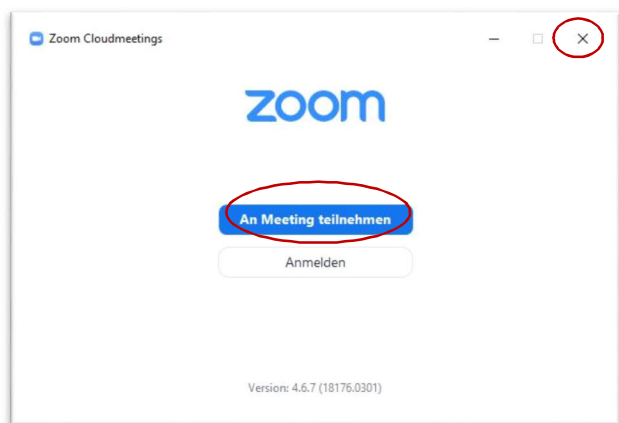 Zoom Cloudmeetings
zoom
An Meeting teilnehmen
Anmelden
Version: 4.6.7 (18176.0301)